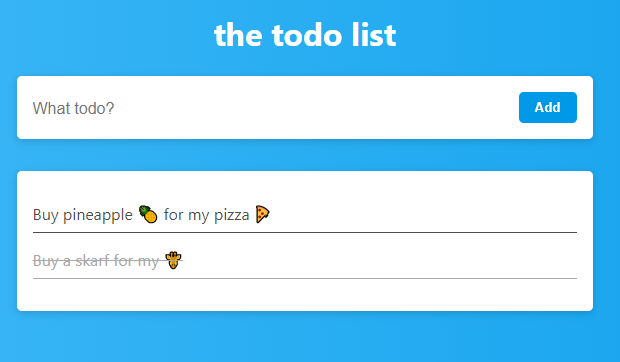 the todo list
What todo?
Add
Buy pineapple 🍍 for my pizza 🍕
Buy a skarf for my 🦒